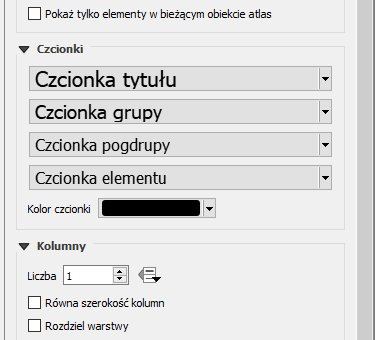 Pokaż tylko elementy w bieżącym obiekcie atlas
Czcionki
Czcionka tytułu
Czcionka grupy
Czcionka pogdrupy
Czcionka elementu
Kolor czcionki
Kolumny
Liczba 1
Równa szerokość kolumn
Rozdziel warstwy